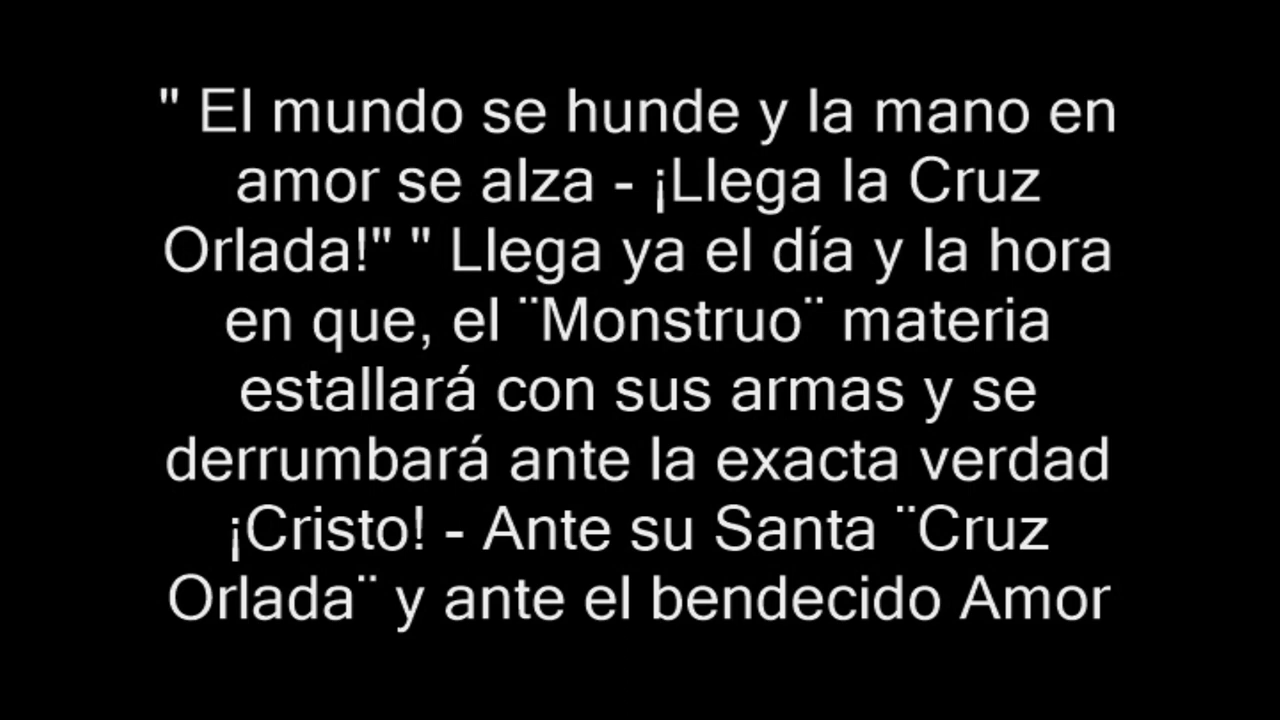 " El mundo se hunde y la mano en
amor se alza - ¡Llega la Cruz
Orlada!" " Llega ya el día y la hora
en que, el ¨Monstruo¨ materia
estallará con sus armas y se
derrumbará ante la exacta verdad
¡Cristo! - Ante su Santa ¨Cruz
Orlada¨ y ante el bendecido Amor